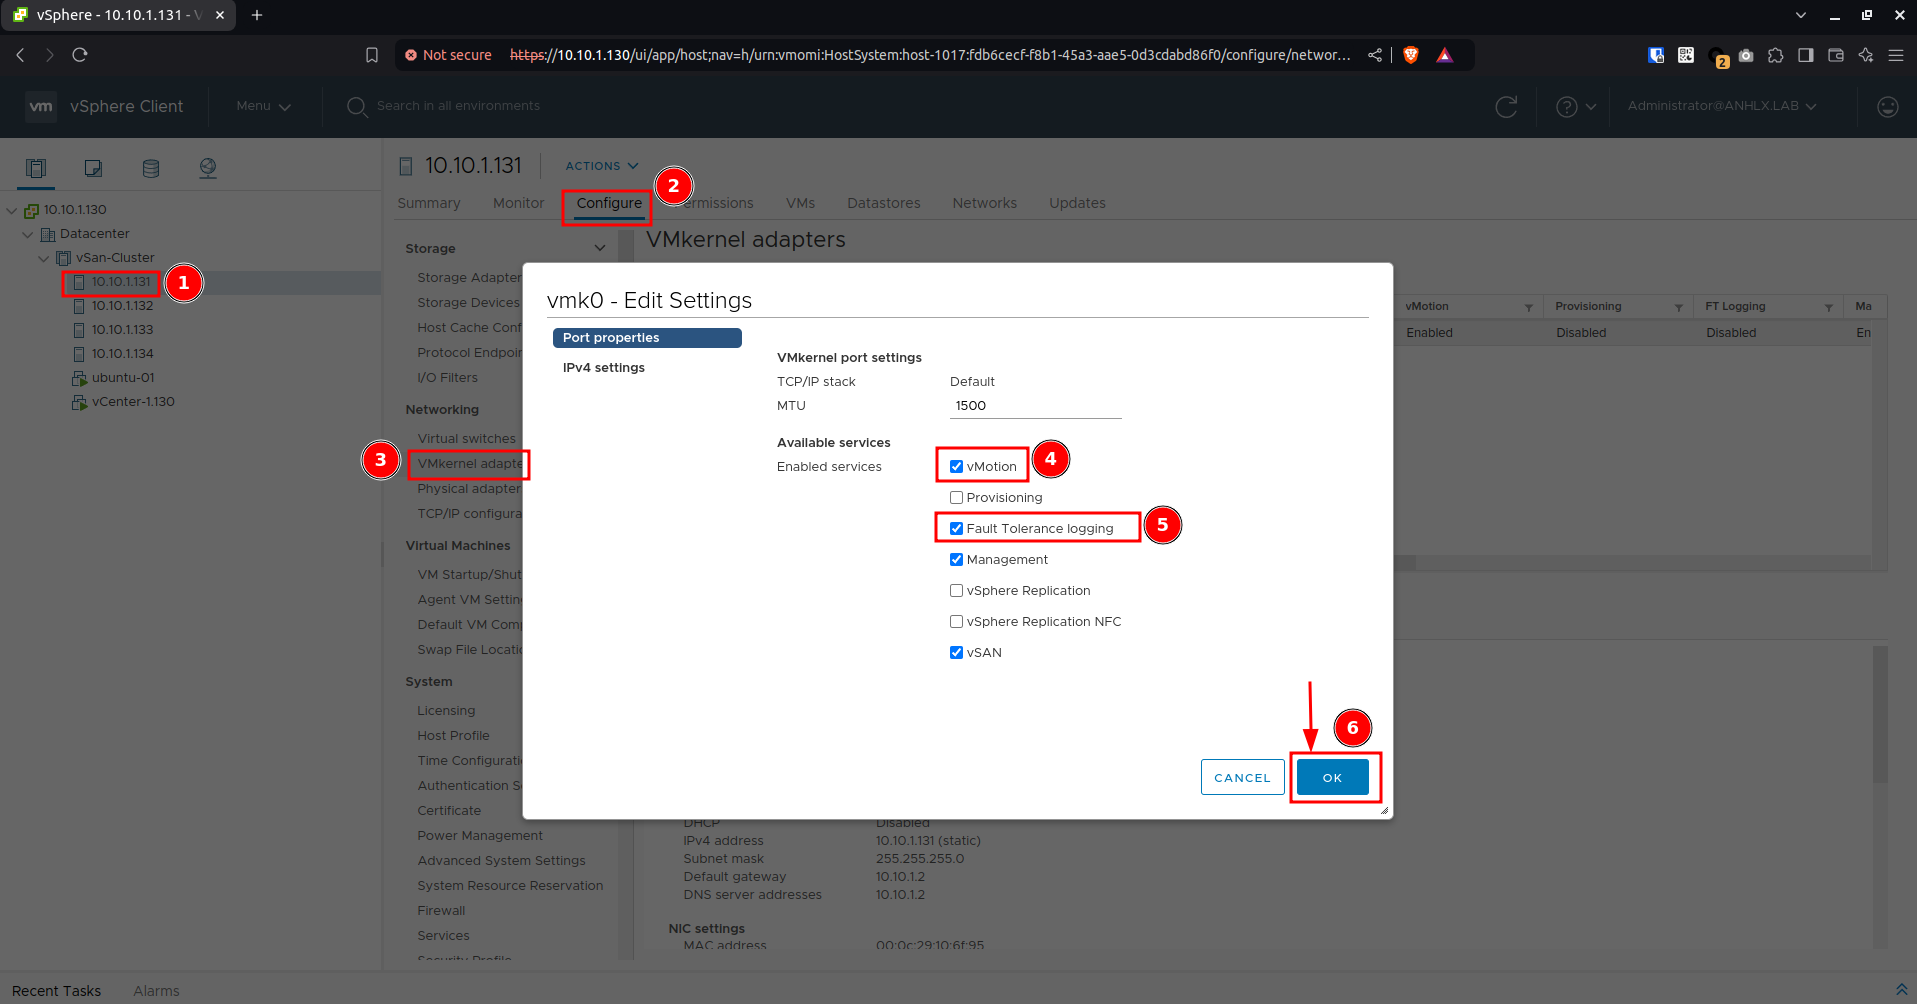 vSphere - 10.10.1.131 - V
Not secure https://10.10.1.130/ui/app/host;nav=h/urn:vmomi:HostSystem:host-1017:fdb6cecf-f8b1-45a3-aae5-0d3cdabd86f0/configure/networ...
2
vm vSphere Client Menu Search in all environments Administrator@ANHLX.LAB
10.10.1.131 ACTIONS
2
Summary Monitor Configure ermissions VMs Datastores Networks Updates
10.10.1.130
Datacenter
vSan-Cluster
10.10.1.131
1
10.10.1.132
10.10.1.133
10.10.1.134
ubuntu-01
vCenter-1.130
Storage
Storage Adapter
Storage Devices
Host Cache Conf
Protocol Endpoin
I/O Filters
Networking
Virtual switches
3
VMkernel adapte
Physical adapter
TCP/IP configura
Virtual Machines
VM Startup/Shut
Agent VM Settin
Default VM Comp
Swap File Locatio
System
Licensing
Host Profile
Time Configurati
Authentication S
Certificate
Power Management
Advanced System Settings
System Resource Reservation
Firewall
Services
Security Profile
VMkernel adapters
vMotion Provisioning FT Logging Ma
Enabled Disabled Disabled En
vmk0 - Edit Settings
Port properties
IPv4 settings
VMkernel port settings
TCP/IP stack Default
MTU 1500
Available services
Enabled services
vMotion
4
Provisioning
Fault Tolerance logging
5
Management
vSphere Replication
vSphere Replication NFC
vSAN
6
CANCEL OK
DHCP Disabled
IPv4 address 10.10.1.131 (static)
Subnet mask 255.255.255.0
Default gateway 10.10.1.2
DNS server addresses 10.10.1.2
NIC settings
MAC address 00:0c:29:10:6f:95
Recent Tasks Alarms